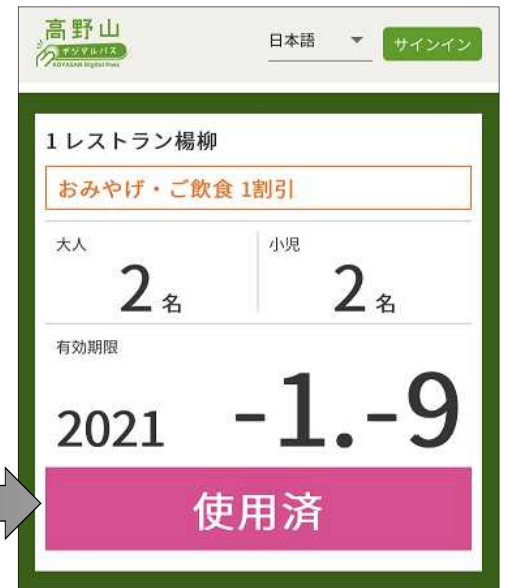 高野山
デジタルパス
KOYASAN Digital Pass
日本語
サインイン
1 レストラン楊柳
おみやげ・ご飲食 1割引
大人
小児
2 名
2 名
有効期限
2021 -1.-9
使用済